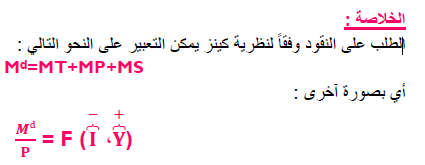 الخلاصة :
الطلب على النقود وفقاً لنظرية كينز يمكن التعبير على النحو التالي :
Mᵈ=MT+MP+MS
أي بصورة آخرى :
− +
Mᵈ/P = F (I ،Y)